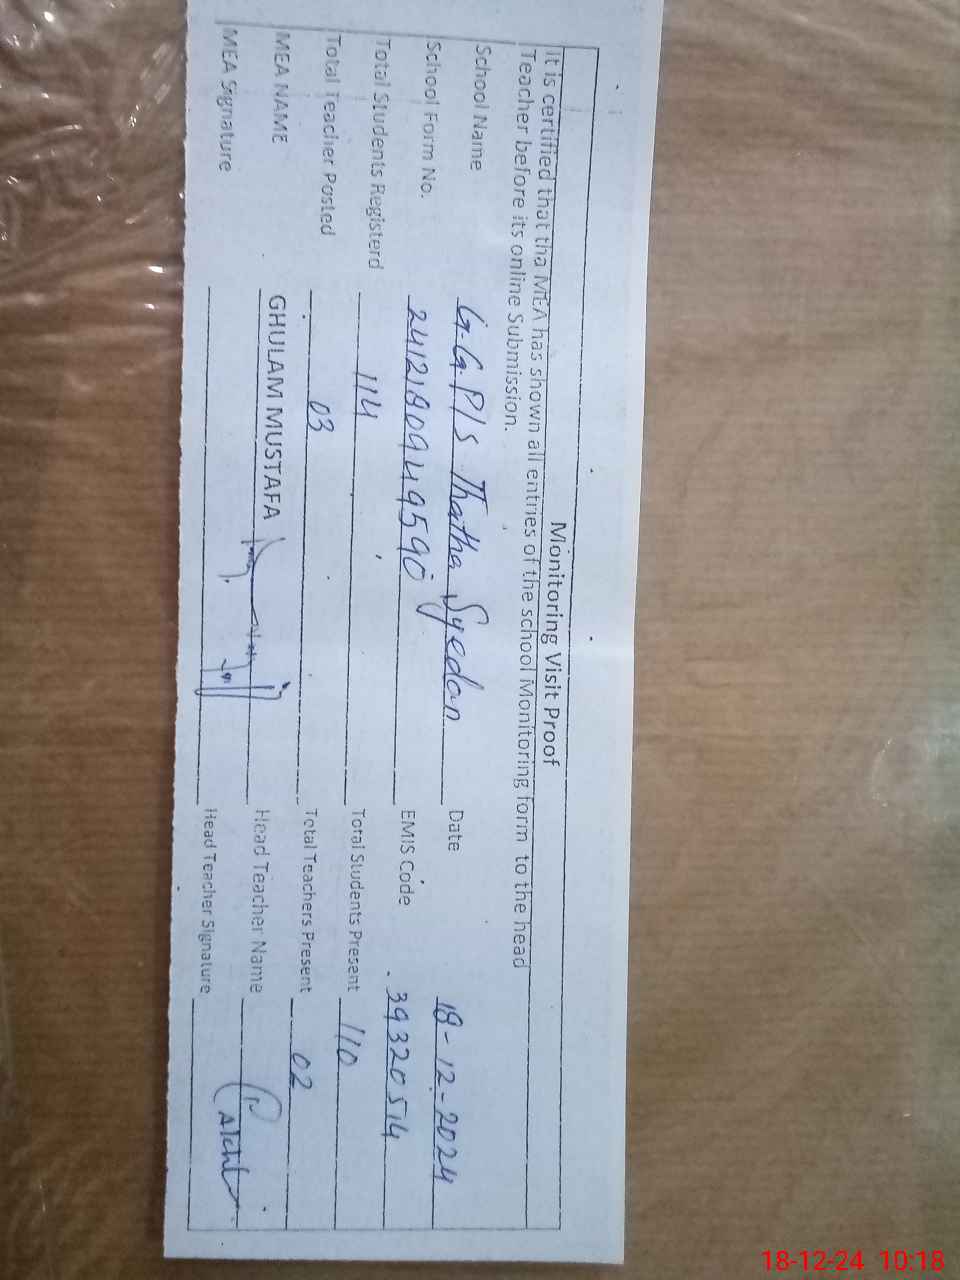 Monitoring Visit Proof
It is certified that tha MEA has shown all entries of the school Monitoring form to the head
Teacher before its online Submission.
School Name G.G.P/S Thatha Syedan Date 18-12-2024
School Form No. 2412180949590 EMIS Code 39320514
Total Students Registerd 114 Total Students Present 110
Total Teacher Posted 03 Total Teachers Present 02
MEA NAME GHULAM MUSTAFA Head Teacher Name
MEA Signature Head Teacher Signature
18-12-24 10:18